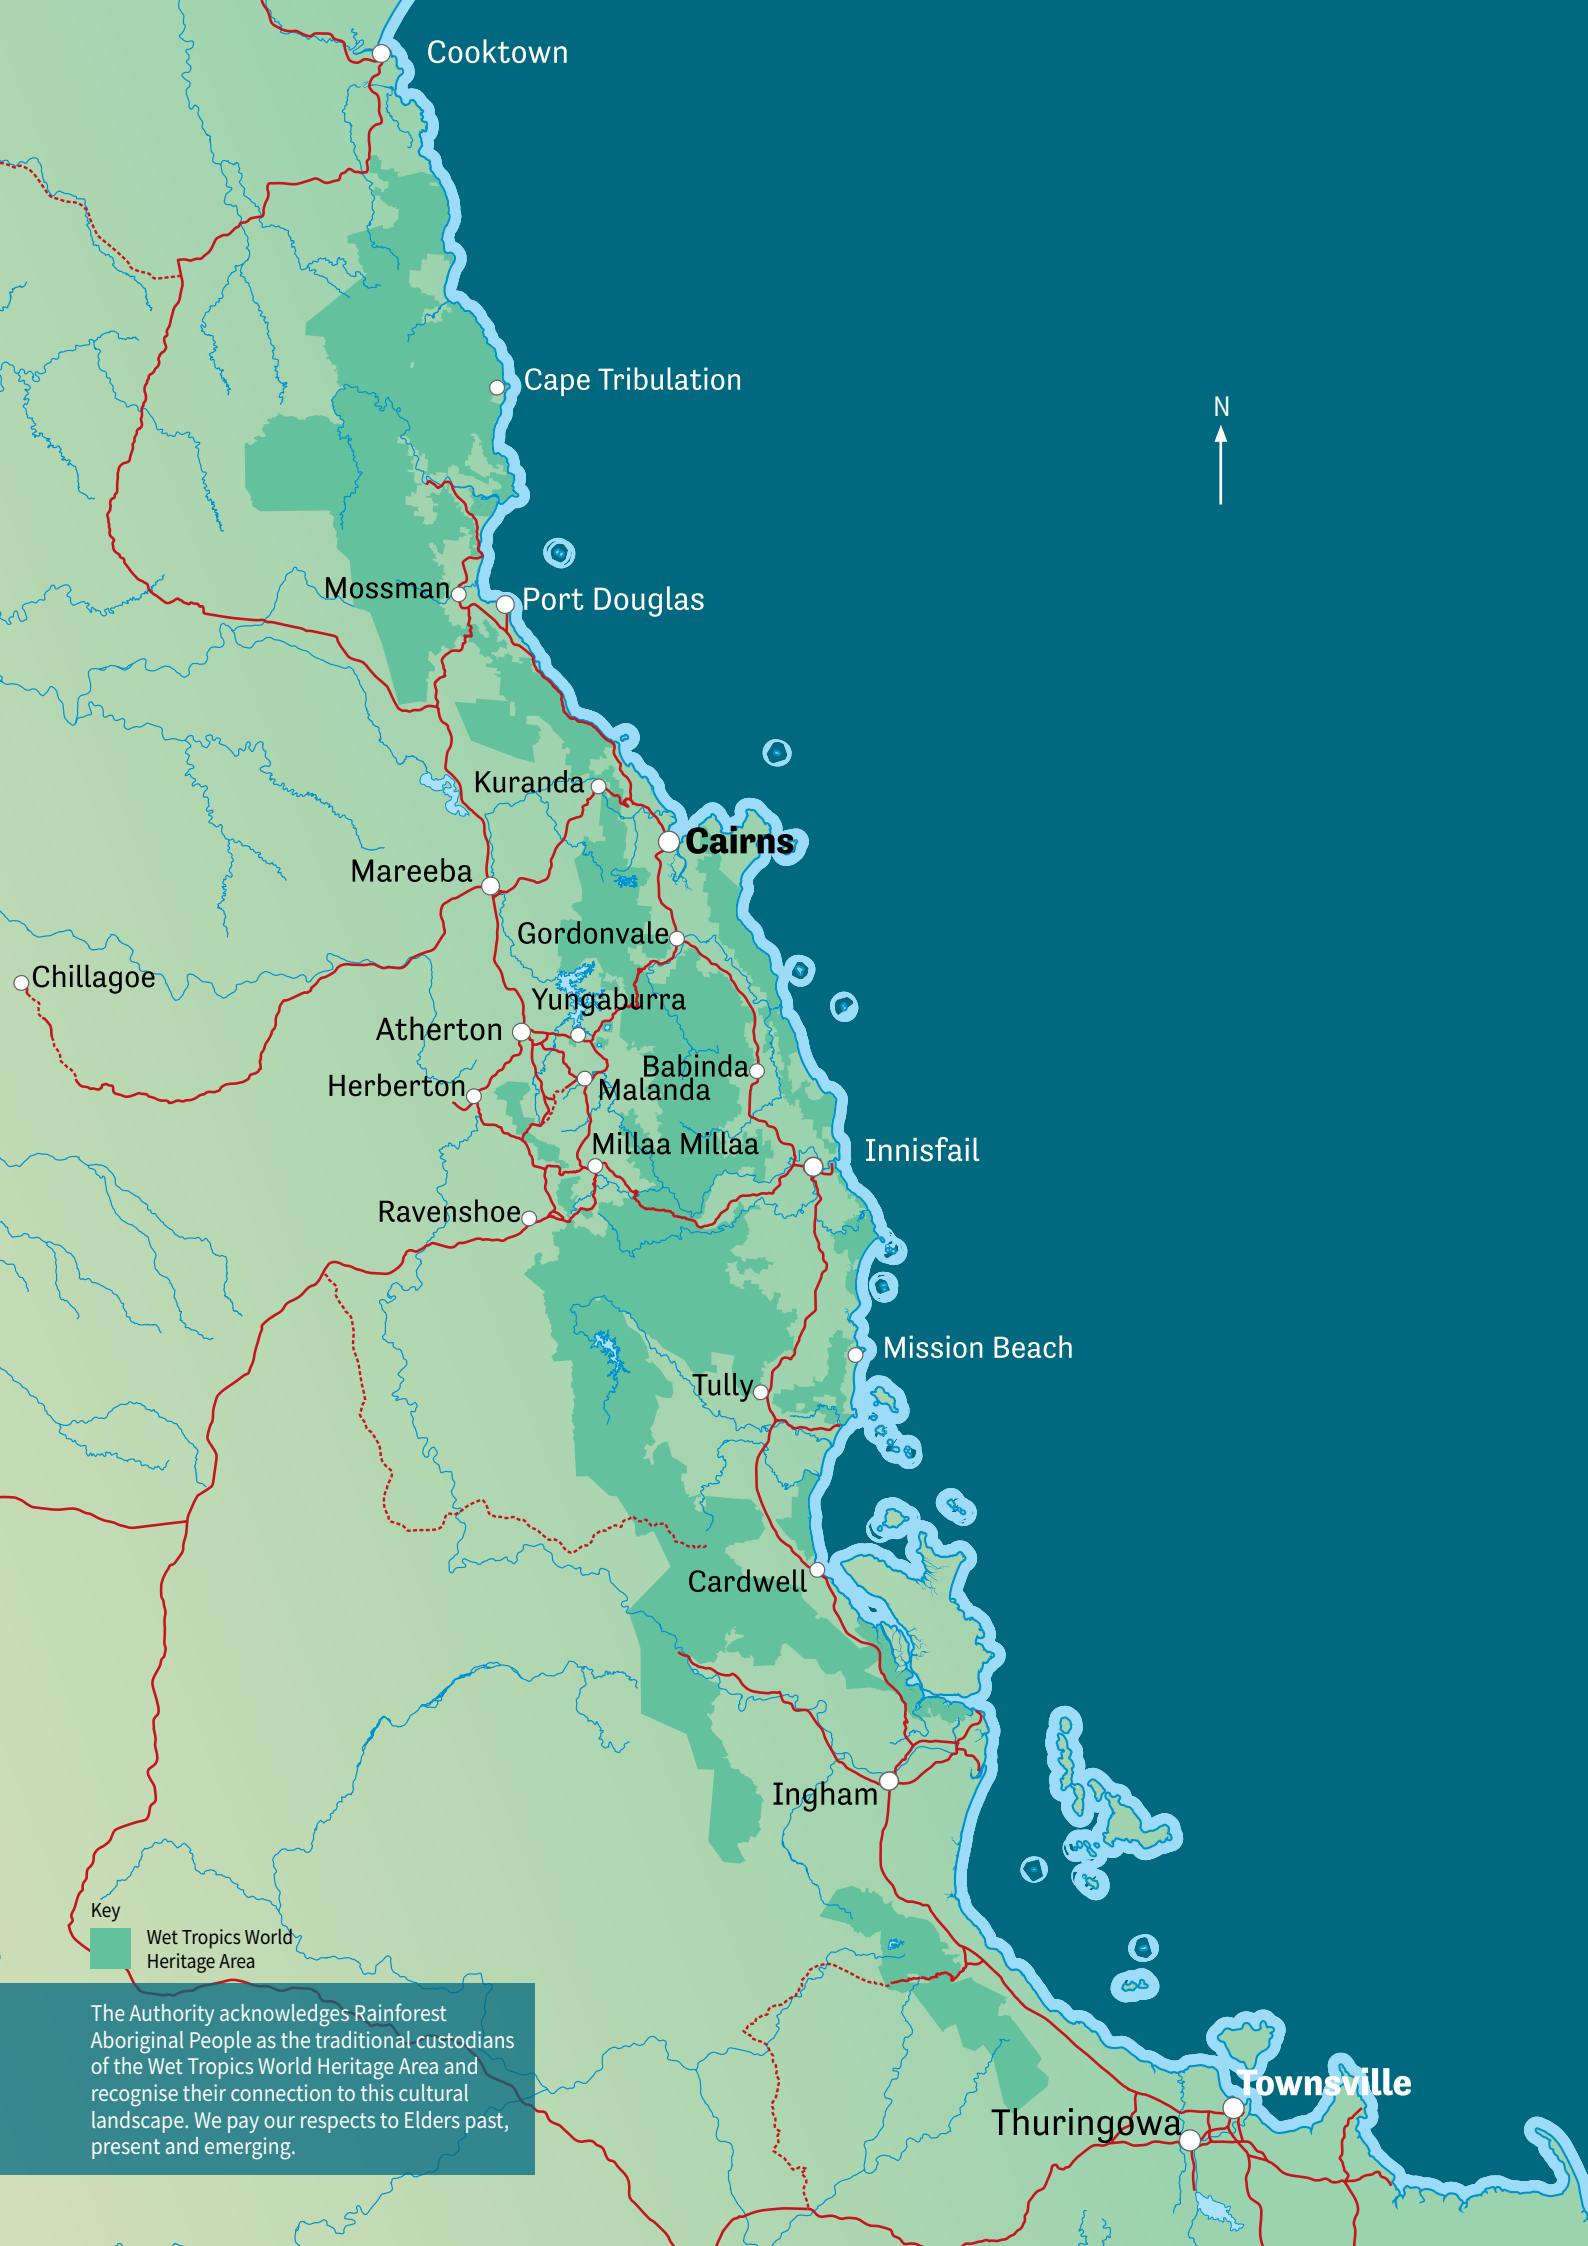 Cooktown
Cape Tribulation
N
Mossman
Port Douglas
Kuranda
Cairns
Mareeba
Gordonvale
Chillagoe
Yungaburra
Atherton
Babinda
Herberton
Malanda
Millaa Millaa
Innisfail
Ravenshoe
Mission Beach
Tully
Cardwell
Ingham
Key
Wet Tropics World
Heritage Area
The Authority acknowledges Rainforest
Aboriginal People as the traditional custodians
of the Wet Tropics World Heritage Area and
recognise their connection to this cultural
landscape. We pay our respects to Elders past,
present and emerging.
Townsville
Thuringowa